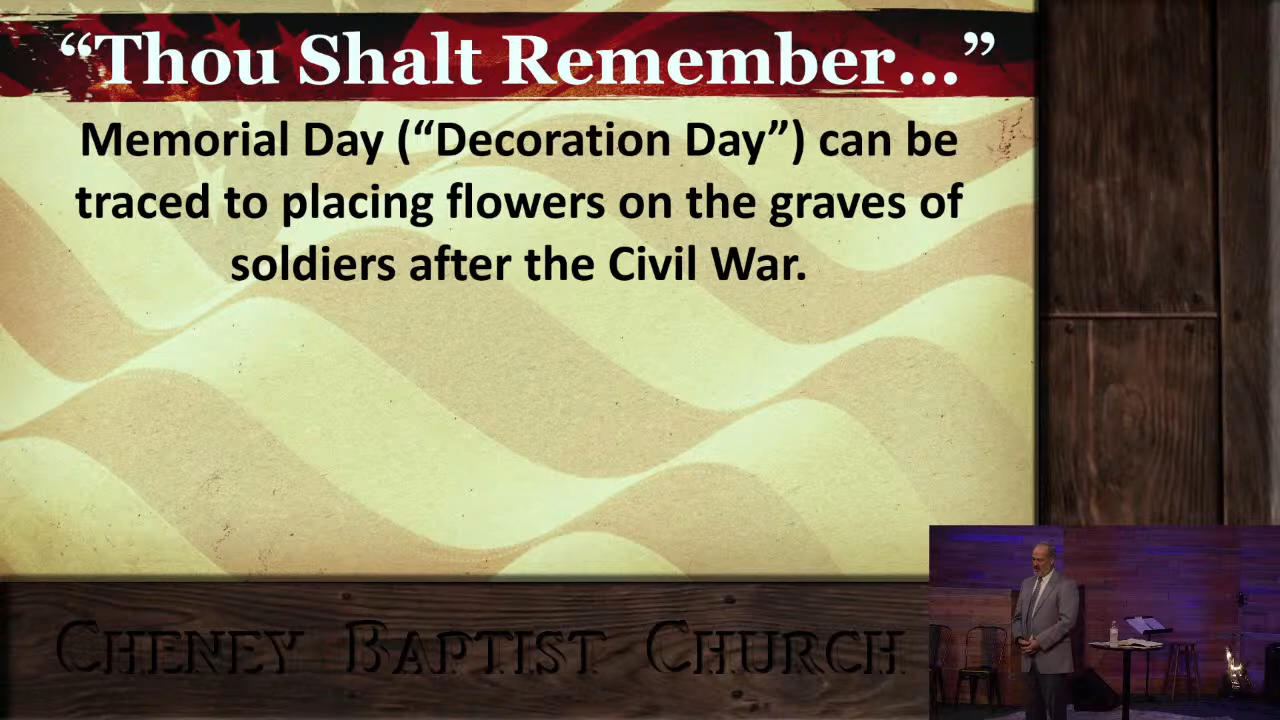 “Thou Shalt Remember...”
Memorial Day (“Decoration Day”) can be
traced to placing flowers on the graves of
soldiers after the Civil War.
Cheney Baptist Church